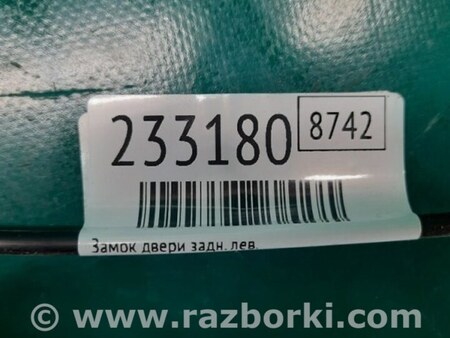 233180 8742
Замок двери задн. лев.
© www.razborki.com